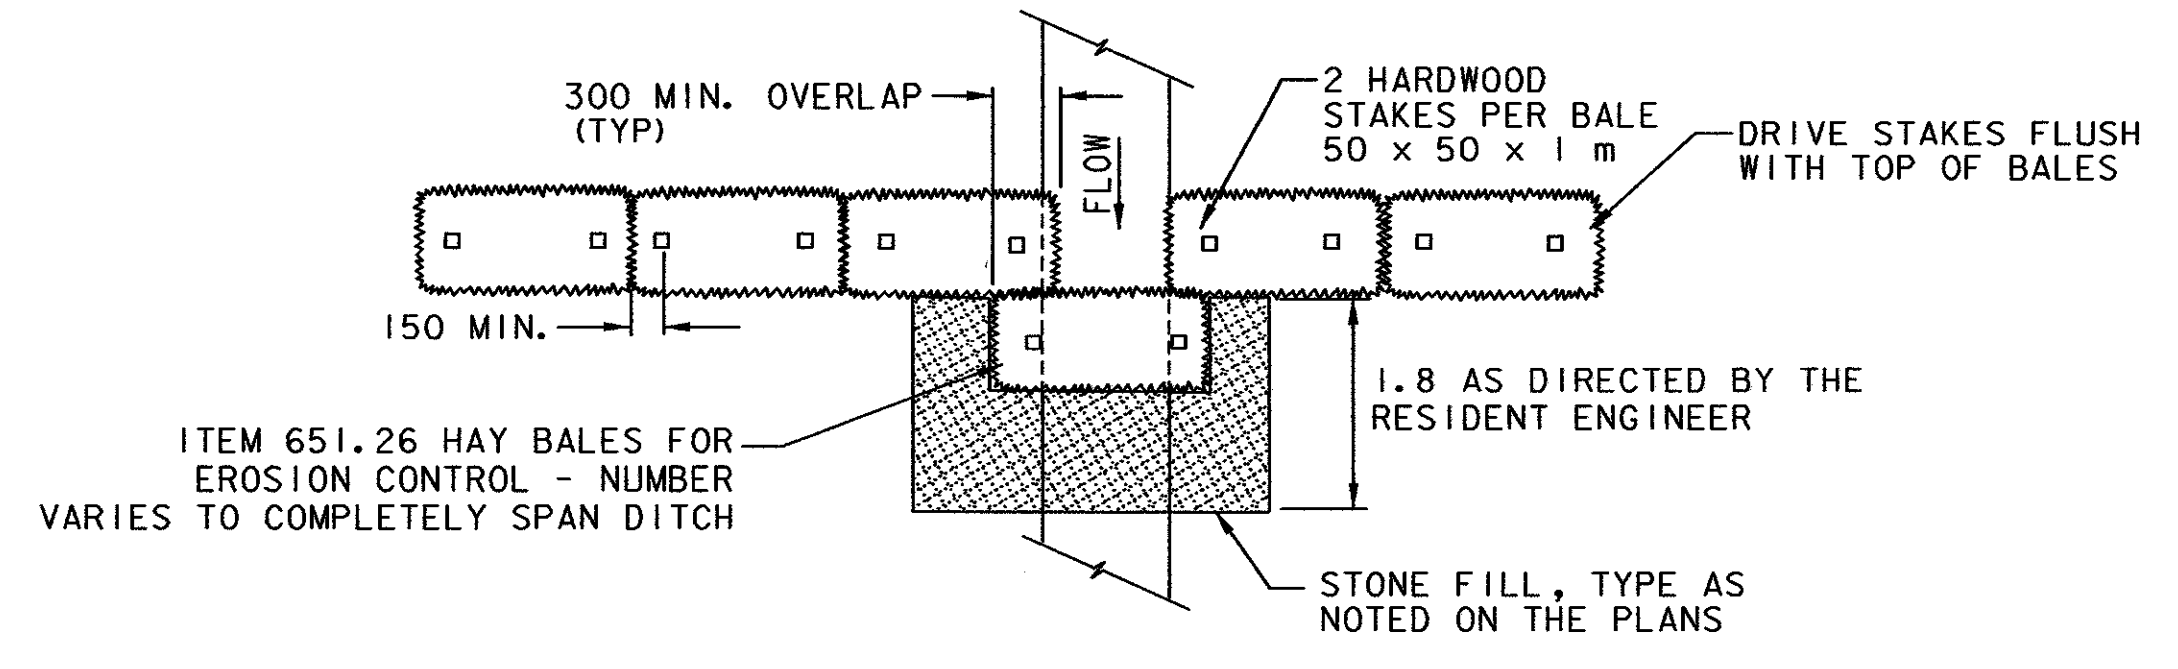 300 MIN. OVERLAP
(TYP)
FLOW
2 HARDWOOD
STAKES PER BALE
50 x 50 x 1 m
DRIVE STAKES FLUSH
WITH TOP OF BALES
150 MIN.
1.8 AS DIRECTED BY THE
RESIDENT ENGINEER
ITEM 651.26 HAY BALES FOR
EROSION CONTROL - NUMBER
VARIES TO COMPLETELY SPAN DITCH
STONE FILL, TYPE AS
NOTED ON THE PLANS